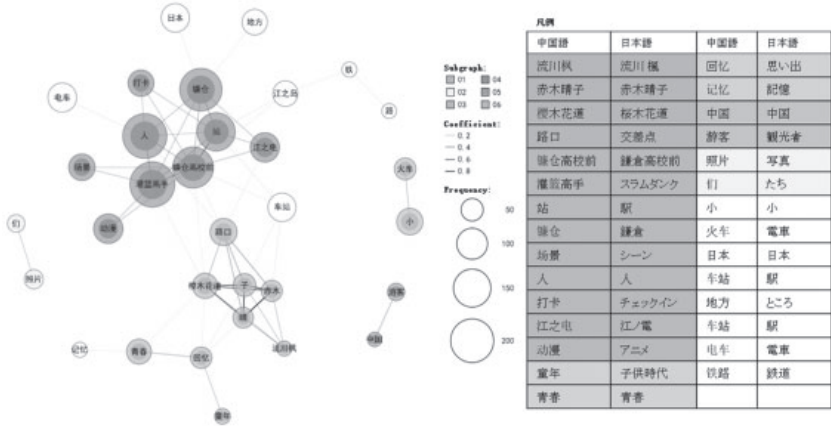 日本
地方
打卡
镰仓
铁
电车
江之岛
路
人
站
江之电
场景
镰仓高校前
火车
灌篮高手
车站
小
动漫
们
路口
照片
樱木花道
子
赤木
游客
晴
中国
记忆
青春
回忆
流川枫
童年
Subgraph:
01 04
02 05
03 06
Coefficient:
0.2
0.4
0.6
0.8
Frequency:
50
100
150
200
凡例
中国語 日本語 中国語 日本語
流川枫 流川楓 回忆 思い出
赤木晴子 赤木晴子 记忆 記憶
樱木花道 桜木花道 中国 中国
路口 交差点 游客 観光者
镰仓高校前 鎌倉高校前 照片 写真
灌篮高手 スラムダンク 们 たち
站 駅 小 小
镰仓 鎌倉 火车 電車
场景 シーン 日本 日本
人 人 车站 駅
打卡 チェックイン 地方 ところ
江之电 江ノ電 车站 駅
动漫 アニメ 电车 電車
童年 子供時代 铁路 鉄道
青春 青春